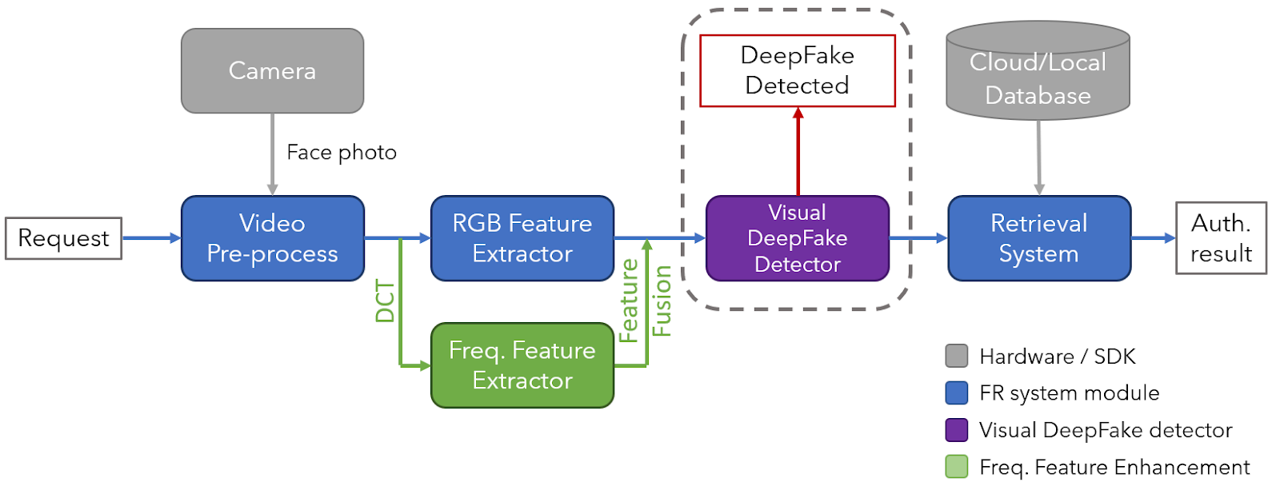 Camera
Face photo
DeepFake
Detected
Cloud/Local
Database
Request
Video
Pre-process
RGB Feature
Extractor
Visual
DeepFake
Detector
Retrieval
System
Auth.
result
DCT
Feature
Fusion
Freq. Feature
Extractor
Hardware / SDK
FR system module
Visual DeepFake detector
Freq. Feature Enhancement